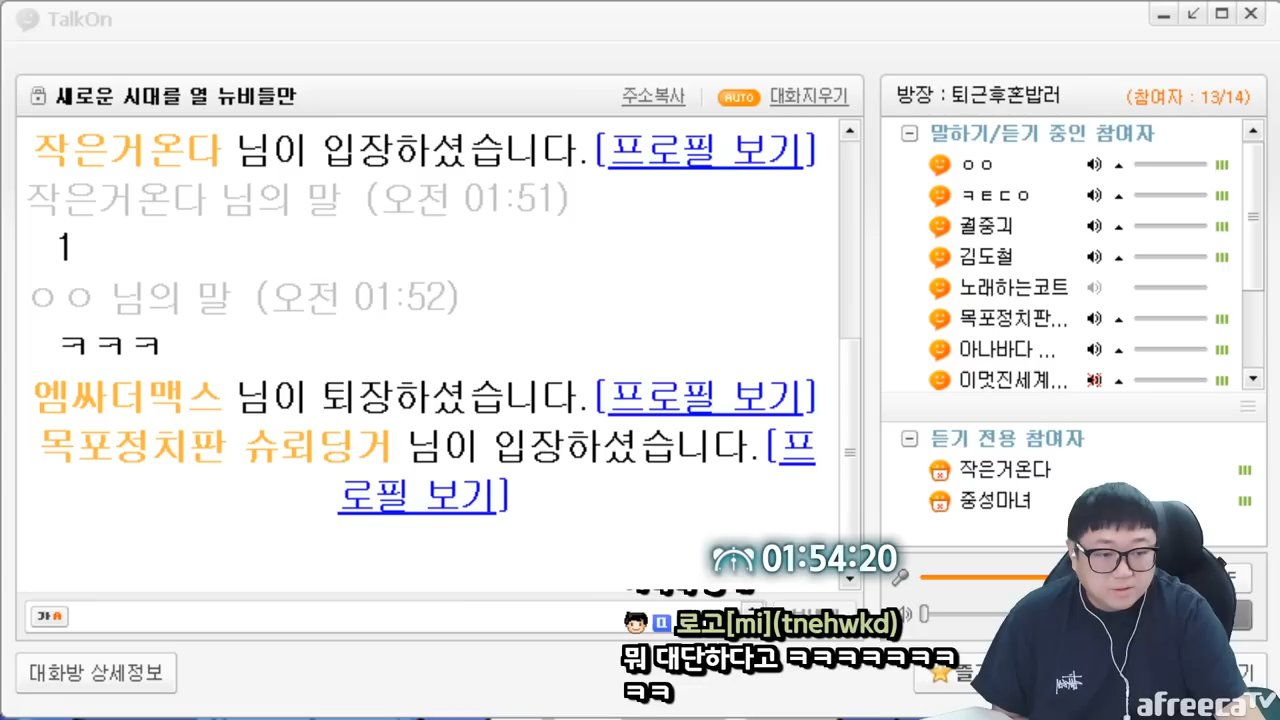 TalkOn
새로운 시대를 열 뉴비들만
주소복사
AUTO 대화지우기
작은거온다 님이 입장하셨습니다.[프로필 보기]
작은거온다 님의 말 (오전 01:51)
1
ㅇㅇ 님의 말 (오전 01:52)
ㅋㅋㅋ
엠싸더맥스 님이 퇴장하셨습니다.[프로필 보기]
목포정치판 슈뢰딩거 님이 입장하셨습니다.[프
로필 보기]
가
대화방 상세정보
방장 : 퇴근후혼밥러
(참여자 : 13/14)
말하기/듣기 중인 참여자
ㅇㅇ
ㅋㅌㄷㅇ
궐중긔
김도철
노래하는코트
목포정치판...
아나바다 ...
이멋진세계...
듣기 전용 참여자
작은거온다
중성마녀
01:54:20
로고[mi](tnehwkd)
뭐 대단하다고 ㅋㅋㅋㅋㅋㅋㅋ
ㅋㅋ
afreecaTV